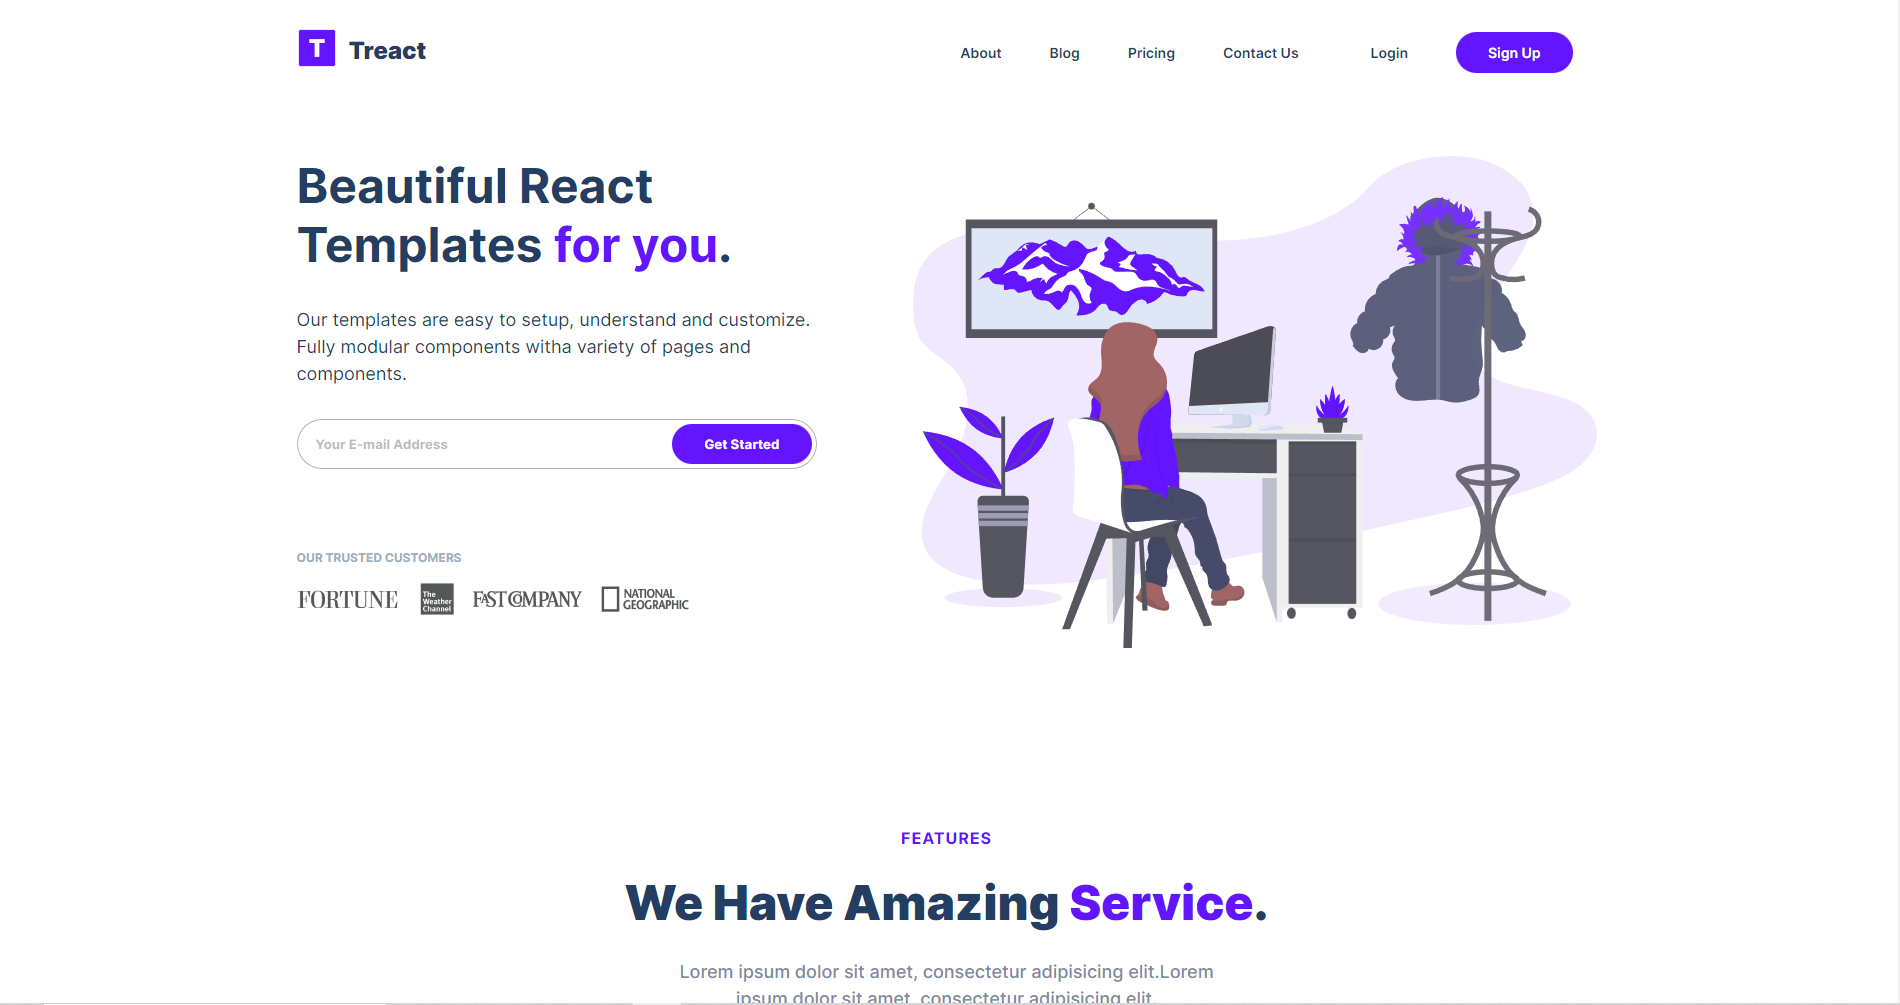 T Treact
About Blog Pricing Contact Us Login Sign Up
Beautiful React
Templates for you.
Our templates are easy to setup, understand and customize.
Fully modular components witha variety of pages and
components.
Your E-mail Address Get Started
OUR TRUSTED CUSTOMERS
FORTUNE
The
Weather
Channel
FAST COMPANY
NATIONAL
GEOGRAPHIC
FEATURES
We Have Amazing Service.
Lorem ipsum dolor sit amet, consectetur adipisicing elit.Lorem
ipsum dolor sit amet, consectetur adipisicing elit.